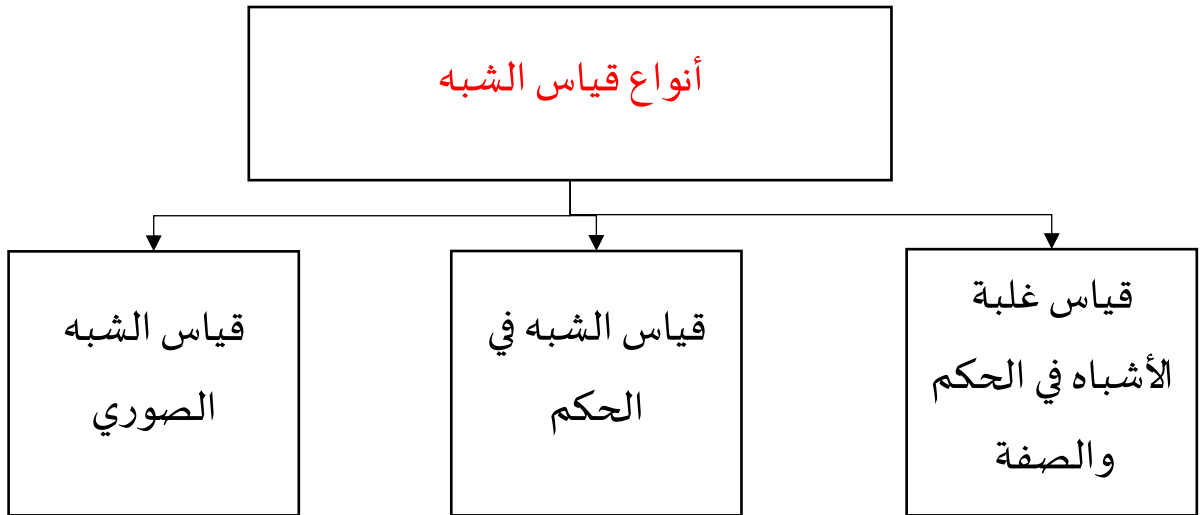 أنواع قياس الشبه
قياس غلبة
الأشباه في الحكم
والصفة
قياس الشبه في
الحكم
قياس الشبه
الصوري